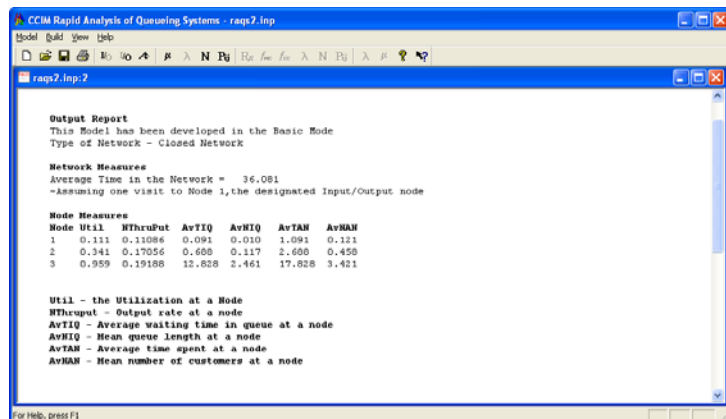 CCIM Rapid Analysis of Queueing Systems - raqs2.inp
Model Build View Help
μ λ N Pij λ N Pij λ μ ?
raqs2.inp:2
Output Report
This Model has been developed in the Basic Mode
Type of Network - Closed Network
Network Measures
Average Time in the Network = 36.081
-Assuming one visit to Node 1,the designated Input/Output node
Node Measures
Node Util NThruPut AvTIQ AvNIQ AvTAN AvNAN
1 0.111 0.11086 0.091 0.010 1.091 0.121
2 0.341 0.17056 0.688 0.117 2.688 0.458
3 0.959 0.19188 12.828 2.461 17.828 3.421
Util - the Utilization at a Node
NThruput - Output rate at a node
AvTIQ - Average waiting time in queue at a node
AvNIQ - Mean queue length at a node
AvTAN - Average time spent at a node
AvNAN - Mean number of customers at a node
For Help, press F1